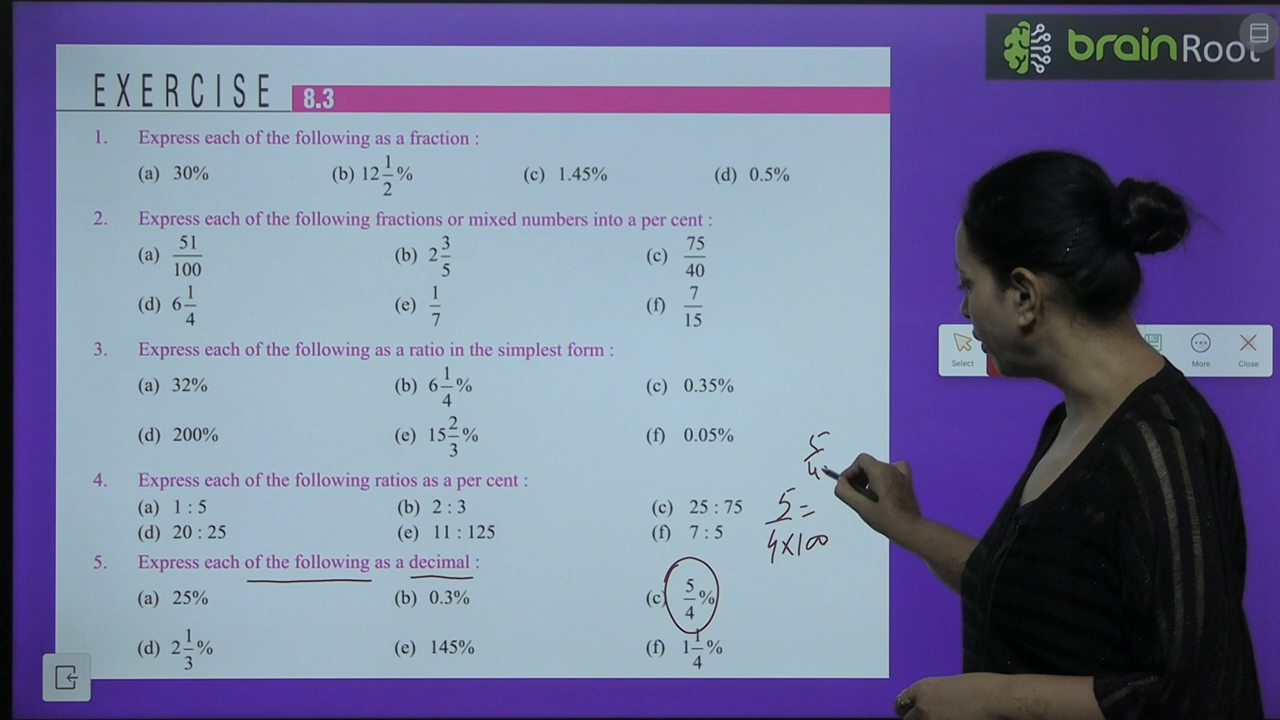 brainRoot
EXERCISE 8.3
1. Express each of the following as a fraction :
(a) 30% (b) 12 1/2 % (c) 1.45% (d) 0.5%
2. Express each of the following fractions or mixed numbers into a per cent :
(a) 51/100 (b) 2 3/5 (c) 75/40
(d) 6 1/4 (e) 1/7 (f) 7/15
3. Express each of the following as a ratio in the simplest form :
(a) 32% (b) 6 1/4 % (c) 0.35%
(d) 200% (e) 15 2/3 % (f) 0.05%
4. Express each of the following ratios as a per cent :
(a) 1 : 5 (b) 2 : 3 (c) 25 : 75
(d) 20 : 25 (e) 11 : 125 (f) 7 : 5
5. Express each of the following as a decimal :
(a) 25% (b) 0.3% (c) 5/4 %
(d) 2 1/3 % (e) 145% (f) 1 1/4 %
5/4
5/4×100 =
Select
More
Close